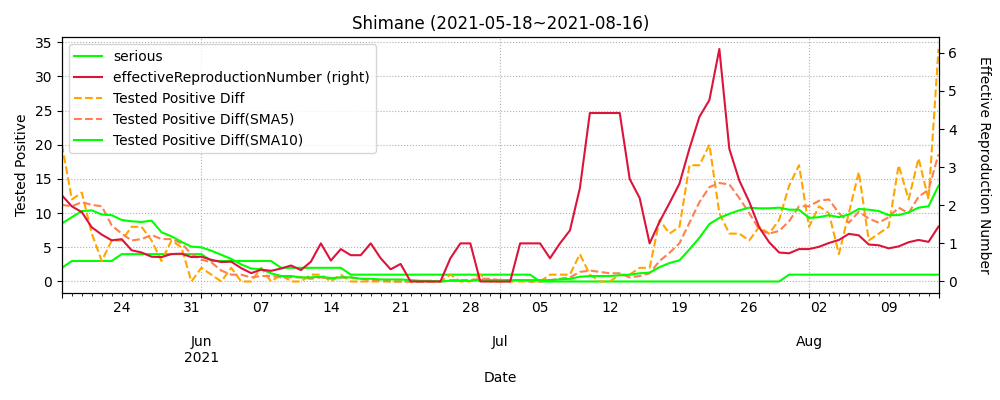 Shimane (2021-05-18~2021-08-16)
serious
effectiveReproductionNumber (right)
Tested Positive Diff
Tested Positive Diff(SMA5)
Tested Positive Diff(SMA10)
Tested Positive
35
30
25
20
15
10
5
0
Effective Reproduction Number
6
5
4
3
2
1
0
24
31
07
14
21
28
05
12
19
26
02
09
Jun
2021
Jul
Aug
Date